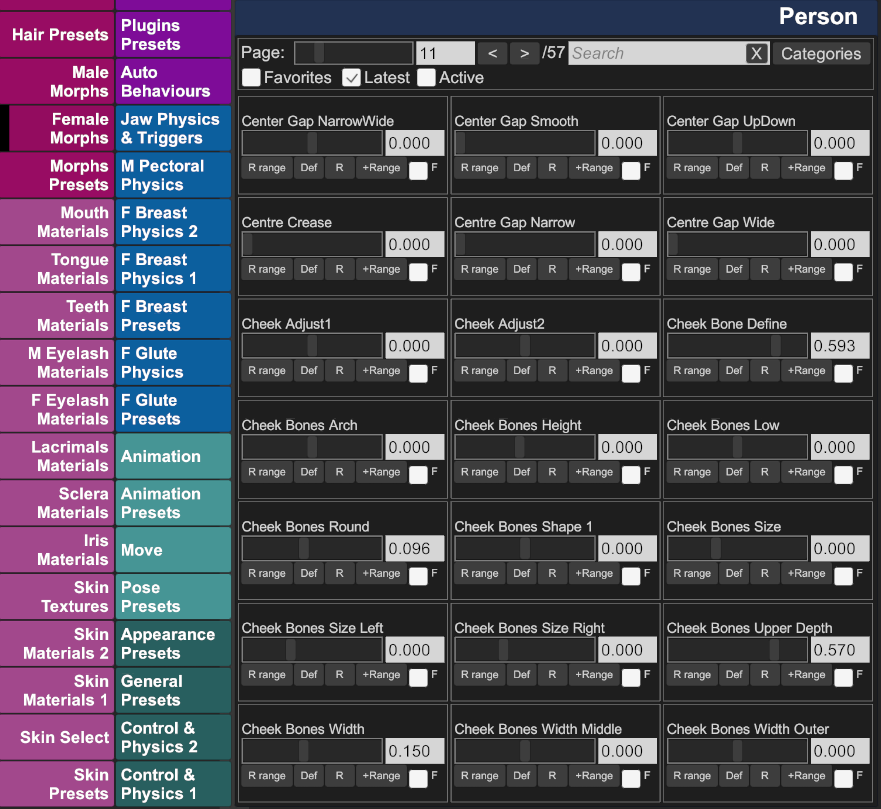 Person
Hair Presets
Plugins
Presets
Male
Morphs
Auto
Behaviours
Female
Morphs
Jaw Physics
& Triggers
Morphs
Presets
M Pectoral
Physics
Mouth
Materials
F Breast
Physics 2
Tongue
Materials
F Breast
Physics 1
Teeth
Materials
F Breast
Presets
M Eyelash
Materials
F Glute
Physics
F Eyelash
Materials
F Glute
Presets
Lacrimals
Materials
Animation
Sclera
Materials
Animation
Presets
Iris
Materials
Move
Skin
Textures
Pose
Presets
Skin
Materials 2
Appearance
Presets
Skin
Materials 1
General
Presets
Skin Select
Control &
Physics 2
Skin
Presets
Control &
Physics 1
Page: 11 < > /57 Search X Categories
Favorites Latest Active
Center Gap NarrowWide Center Gap Smooth Center Gap UpDown
0.000 0.000 0.000
R range Def R +Range F R range Def R +Range F R range Def R +Range F
Centre Crease Centre Gap Narrow Centre Gap Wide
0.000 0.000 0.000
R range Def R +Range F R range Def R +Range F R range Def R +Range F
Cheek Adjust1 Cheek Adjust2 Cheek Bone Define
0.000 0.000 0.593
R range Def R +Range F R range Def R +Range F R range Def R +Range F
Cheek Bones Arch Cheek Bones Height Cheek Bones Low
0.000 0.000 0.000
R range Def R +Range F R range Def R +Range F R range Def R +Range F
Cheek Bones Round Cheek Bones Shape 1 Cheek Bones Size
0.096 0.000 0.000
R range Def R +Range F R range Def R +Range F R range Def R +Range F
Cheek Bones Size Left Cheek Bones Size Right Cheek Bones Upper Depth
0.000 0.000 0.570
R range Def R +Range F R range Def R +Range F R range Def R +Range F
Cheek Bones Width Cheek Bones Width Middle Cheek Bones Width Outer
0.150 0.000 0.000
R range Def R +Range F R range Def R +Range F R range Def R +Range F